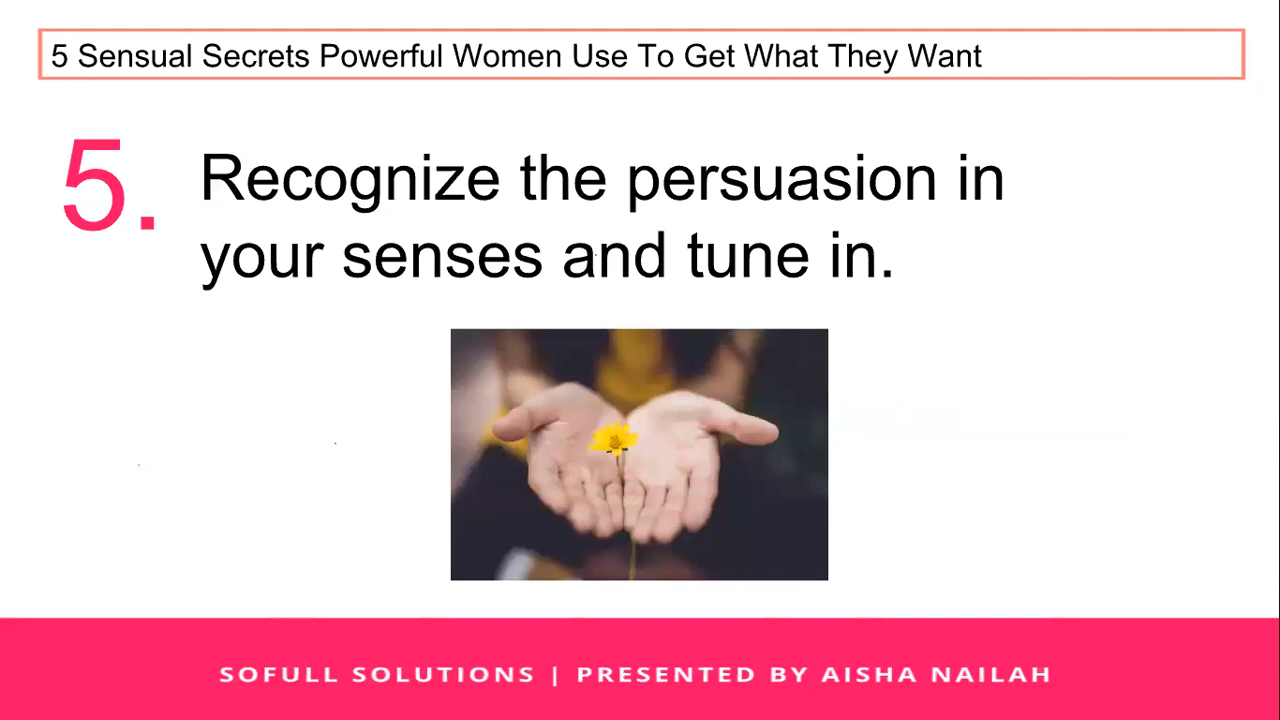 5 Sensual Secrets Powerful Women Use To Get What They Want
5. Recognize the persuasion in
your senses and tune in.
SOFULL SOLUTIONS | PRESENTED BY AISHA NAILAH